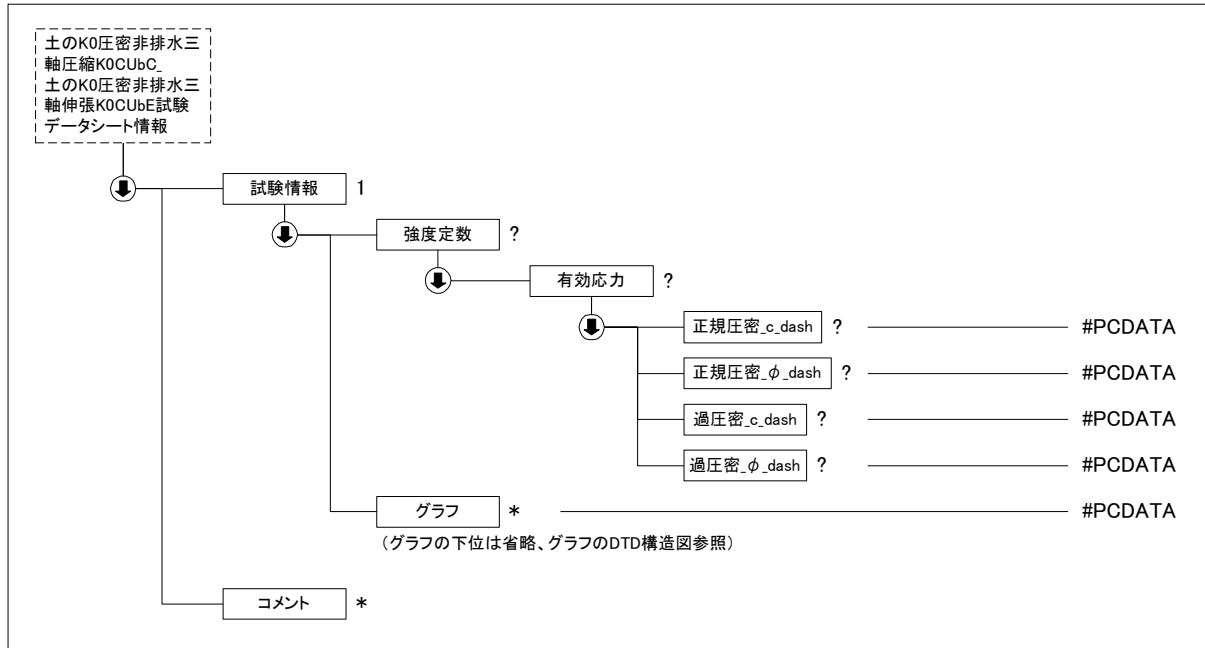 土のK0圧密非排水三
軸圧縮K0CUbC_
土のK0圧密非排水三
軸伸張K0CUbE試験
データシート情報
試験情報 1
強度定数 ?
有効応力 ?
正規圧密_c_dash ? #PCDATA
正規圧密_φ_dash ? #PCDATA
過圧密_c_dash ? #PCDATA
過圧密_φ_dash ? #PCDATA
グラフ * #PCDATA
（グラフの下位は省略、グラフのDTD構造図参照）
コメント *